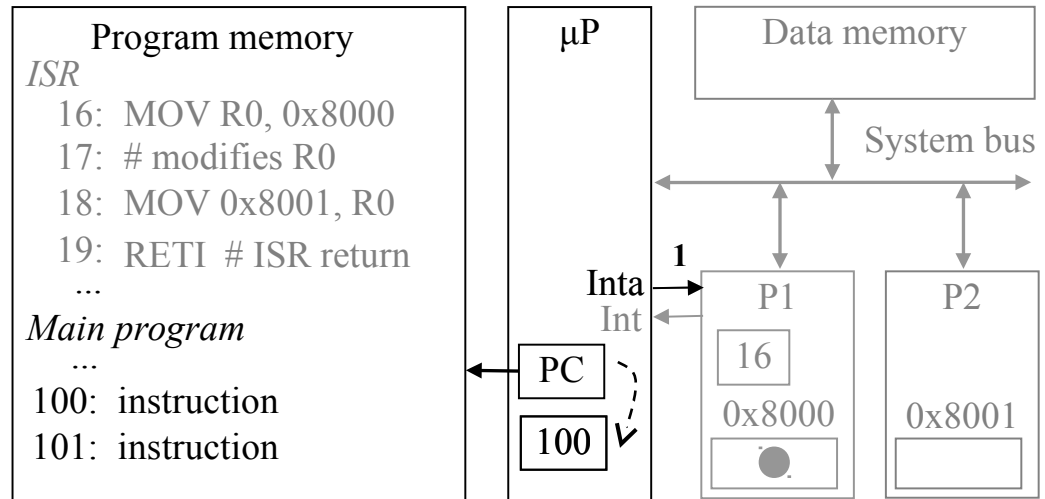 Program memory
ISR
16: MOV R0, 0x8000
17: # modifies R0
18: MOV 0x8001, R0
19: RETI # ISR return
...
Main program
...
100: instruction
101: instruction
μP
Inta
Int
PC
100
Data memory
System bus
1
P1
16
0x8000
P2
0x8001